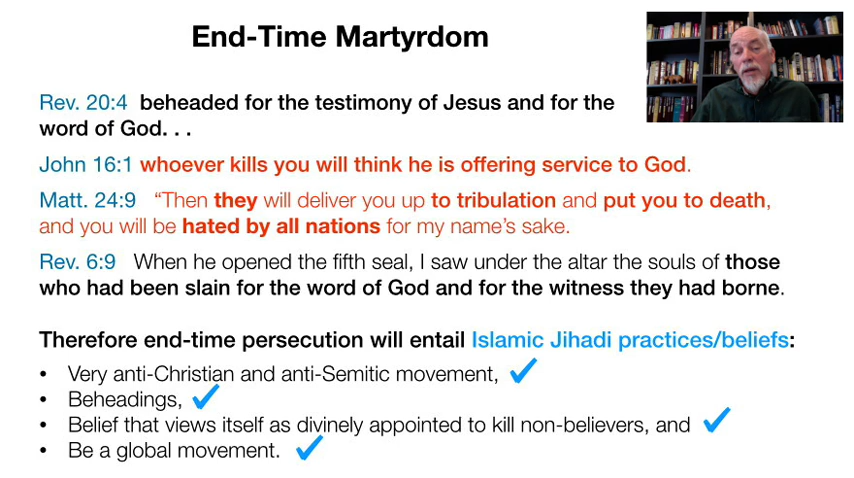 End-Time Martyrdom
Rev. 20:4 beheaded for the testimony of Jesus and for the
word of God. . .
John 16:1 whoever kills you will think he is offering service to God.
Matt. 24:9 “Then they will deliver you up to tribulation and put you to death,
and you will be hated by all nations for my name’s sake.
Rev. 6:9 When he opened the fifth seal, I saw under the altar the souls of those
who had been slain for the word of God and for the witness they had borne.
Therefore end-time persecution will entail Islamic Jihadi practices/beliefs:
• Very anti-Christian and anti-Semitic movement,
• Beheadings,
• Belief that views itself as divinely appointed to kill non-believers, and
• Be a global movement.